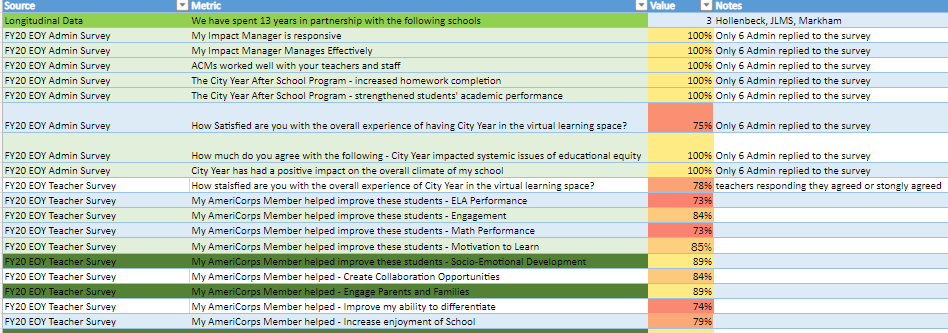 Source Metric Value Notes
Longitudinal Data We have spent 13 years in partnership with the following schools 3 Hollenbeck, JLMS, Markham
FY20 EOY Admin Survey My Impact Manager is responsive 100% Only 6 Admin replied to the survey
FY20 EOY Admin Survey My Impact Manager Manages Effectively 100% Only 6 Admin replied to the survey
FY20 EOY Admin Survey ACMs worked well with your teachers and staff 100% Only 6 Admin replied to the survey
FY20 EOY Admin Survey The City Year After School Program - increased homework completion 100% Only 6 Admin replied to the survey
FY20 EOY Admin Survey The City Year After School Program - strengthened students' academic performance 100% Only 6 Admin replied to the survey
FY20 EOY Admin Survey How Satisfied are you with the overall experience of having City Year in the virtual learning space? 75% Only 6 Admin replied to the survey
FY20 EOY Admin Survey How much do you agree with the following - City Year impacted systemic issues of educational equity 100% Only 6 Admin replied to the survey
FY20 EOY Admin Survey City Year has had a positive impact on the overall climate of my school 100% Only 6 Admin replied to the survey
FY20 EOY Teacher Survey How staisfied are you with the overall experience of City Year in the virtual learning space? 78% teachers responding they agreed or stongly agreed
FY20 EOY Teacher Survey My AmeriCorps Member helped improve these students - ELA Performance 73%
FY20 EOY Teacher Survey My AmeriCorps Member helped improve these students - Engagement 84%
FY20 EOY Teacher Survey My AmeriCorps Member helped improve these students - Math Performance 73%
FY20 EOY Teacher Survey My AmeriCorps Member helped improve these students - Motivation to Learn 85%
FY20 EOY Teacher Survey My AmeriCorps Member helped improve these students - Socio-Emotional Development 89%
FY20 EOY Teacher Survey My AmeriCorps Member helped - Create Collaboration Opportunities 84%
FY20 EOY Teacher Survey My AmeriCorps Member helped - Engage Parents and Families 89%
FY20 EOY Teacher Survey My AmeriCorps Member helped - Improve my ability to differentiate 74%
FY20 EOY Teacher Survey My AmeriCorps Member helped - Increase enjoyment of School 79%